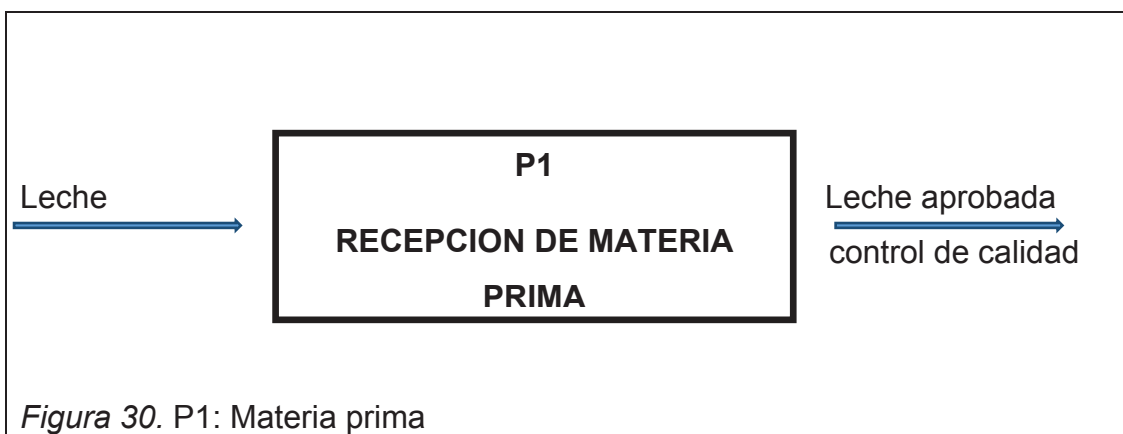 P1
Leche
Leche aprobada
RECEPCION DE MATERIA
control de calidad
PRIMA
Figura 30. P1: Materia prima